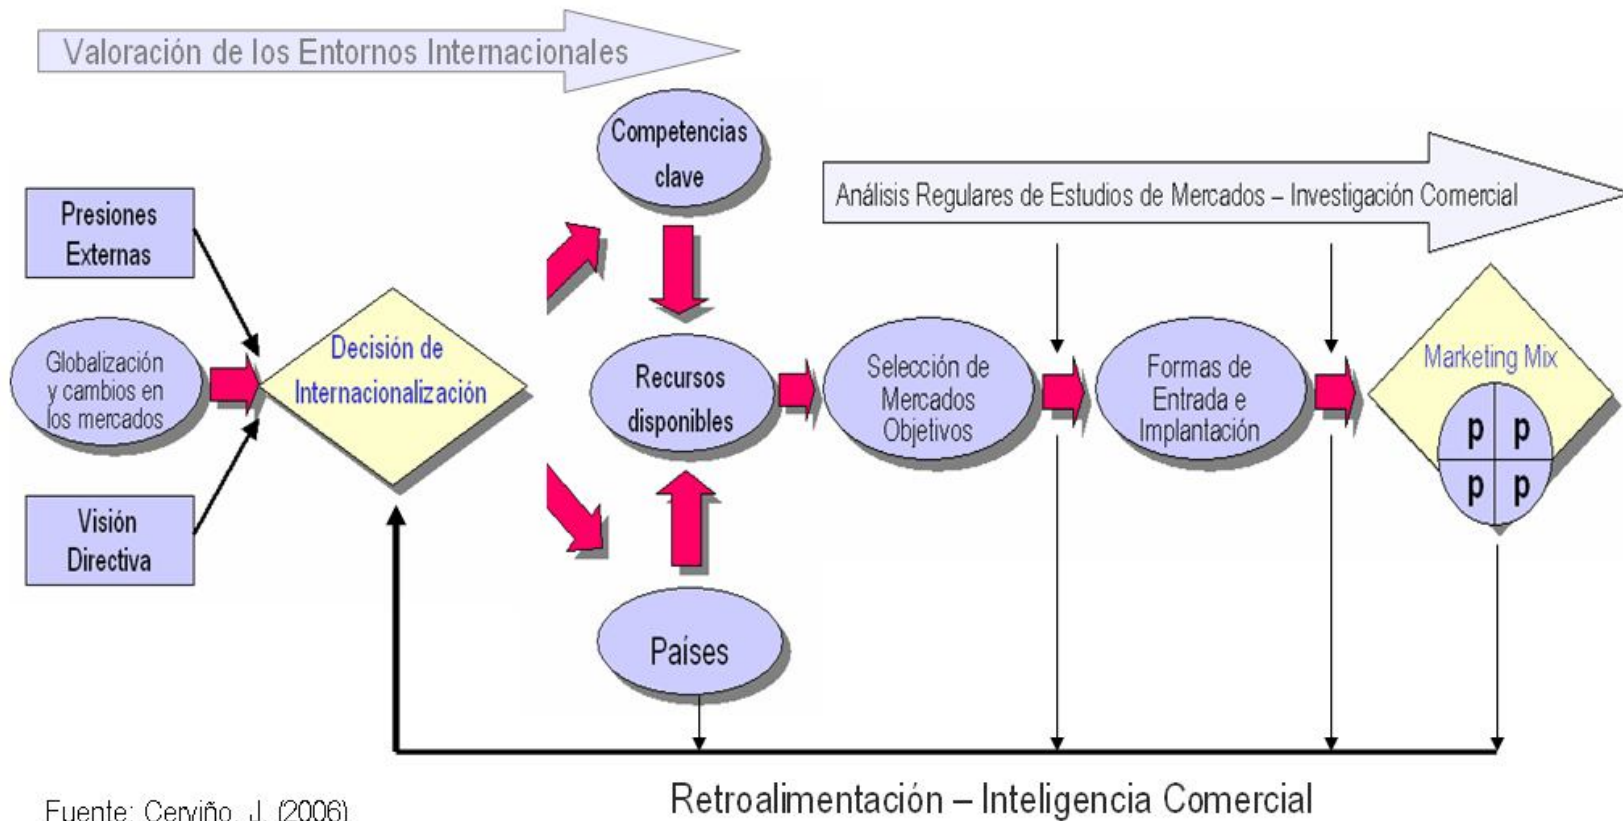 Valoración de los Entornos Internacionales
Competencias
clave
Análisis Regulares de Estudios de Mercados – Investigación Comercial
Presiones
Externas
Globalización
y cambios en
los mercados
Visión
Directiva
Decisión de
Internacionalización
Recursos
disponibles
Países
Selección de
Mercados
Objetivos
Formas de
Entrada e
Implantación
Marketing Mix
p p
p p
Retroalimentación – Inteligencia Comercial
Fuente: Cerviño, J. (2006)